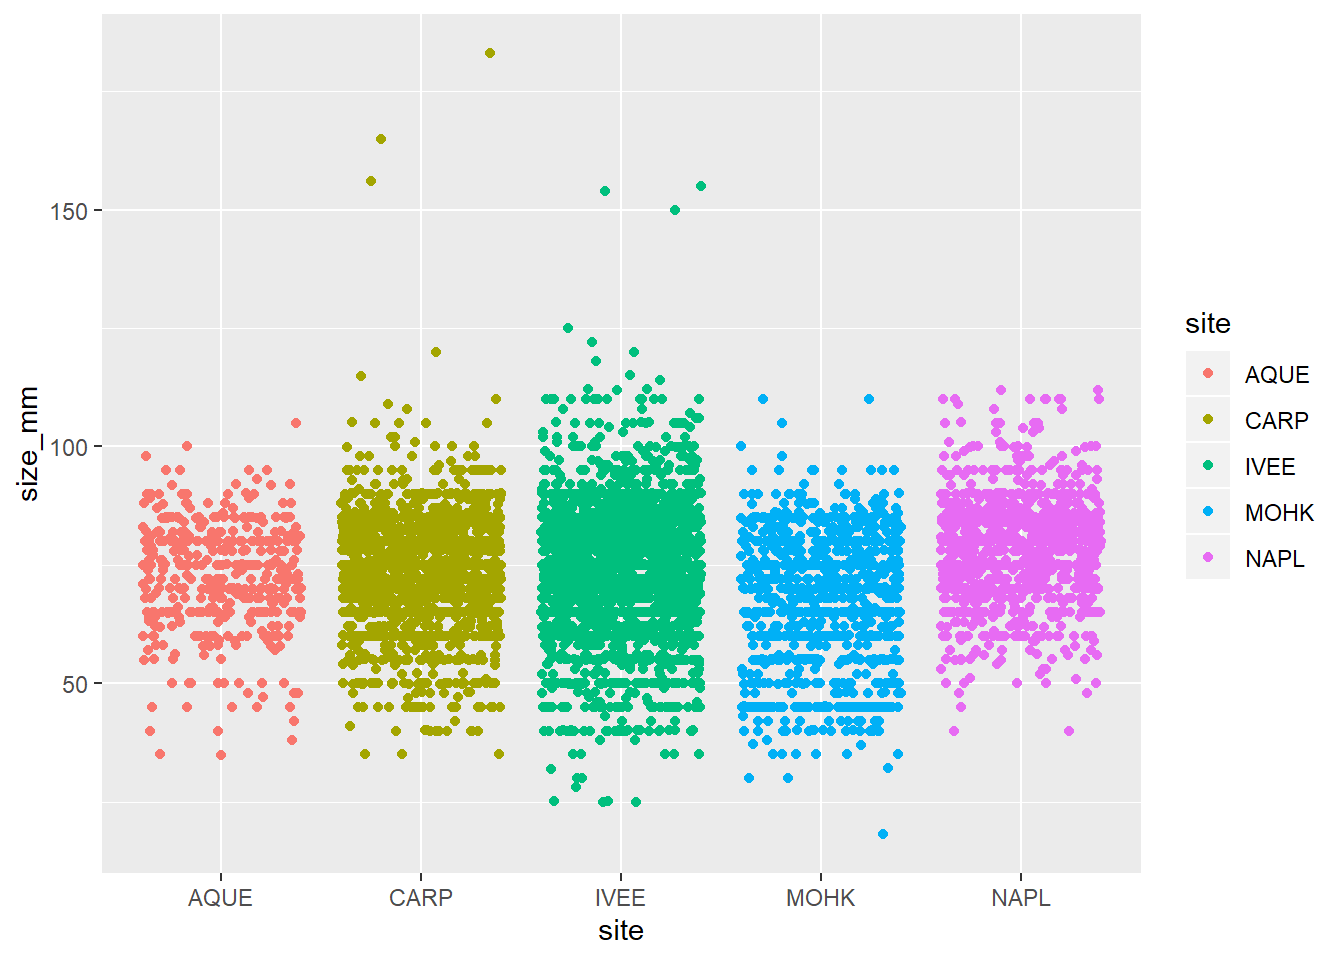 size_mm
150
100
50
AQUE CARP IVEE MOHK NAPL
site
site
AQUE
CARP
IVEE
MOHK
NAPL